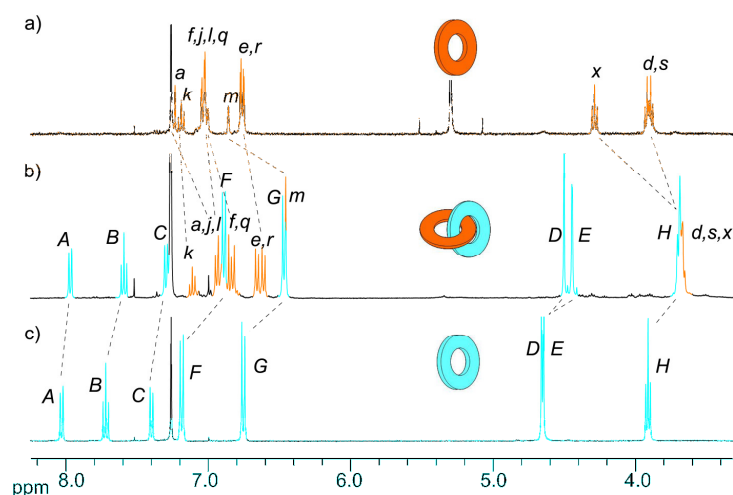 a)
f,j,l,q
e,r
d,s
a
x
k
m
b)
F
m
G
A
B
C
a,j,l
f,q
D
E
H
d,s,x
k
e,r
c)
D
E
F
G
H
A
B
C
8.0
7.0
6.0
5.0
4.0
ppm